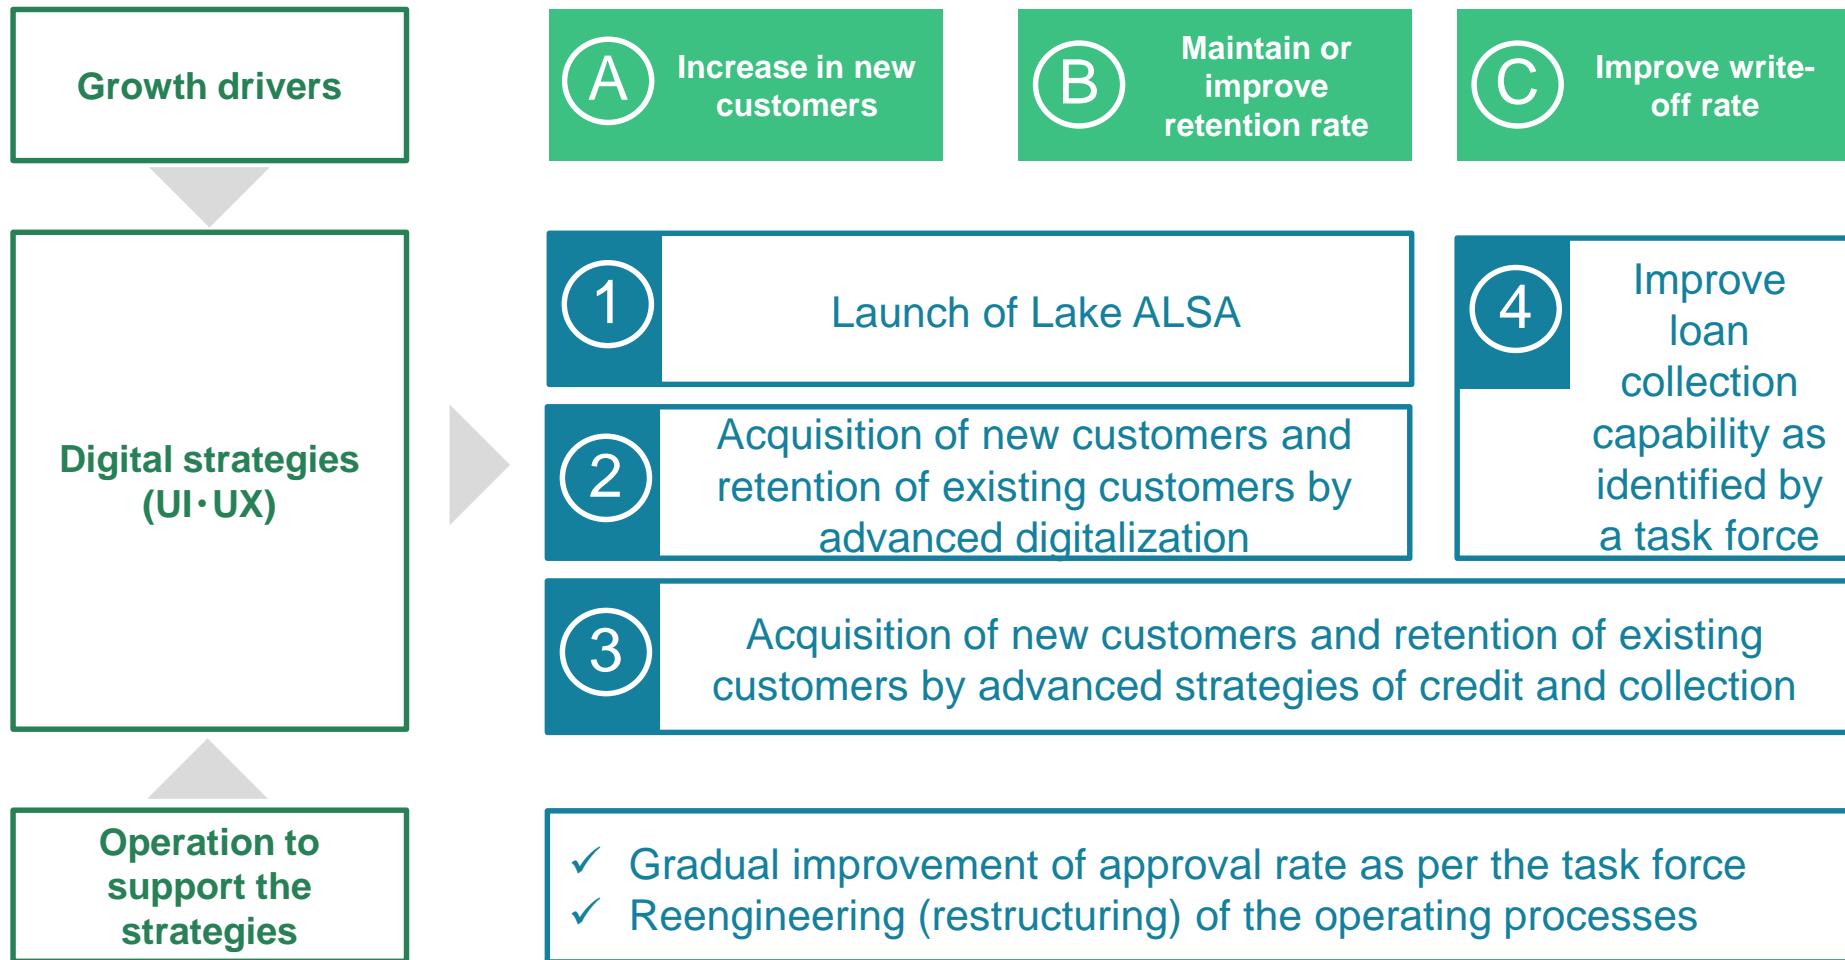 Growth drivers
A
Increase in new
customers
B
Maintain or
improve
retention rate
C
Improve write-
off rate
Digital strategies
(UI・UX)
1
Launch of Lake ALSA
2
Acquisition of new customers and
retention of existing customers by
advanced digitalization
4
Improve
loan
collection
capability as
identified by
a task force
3
Acquisition of new customers and retention of existing
customers by advanced strategies of credit and collection
Operation to
support the
strategies
✓ Gradual improvement of approval rate as per the task force
✓ Reengineering (restructuring) of the operating processes